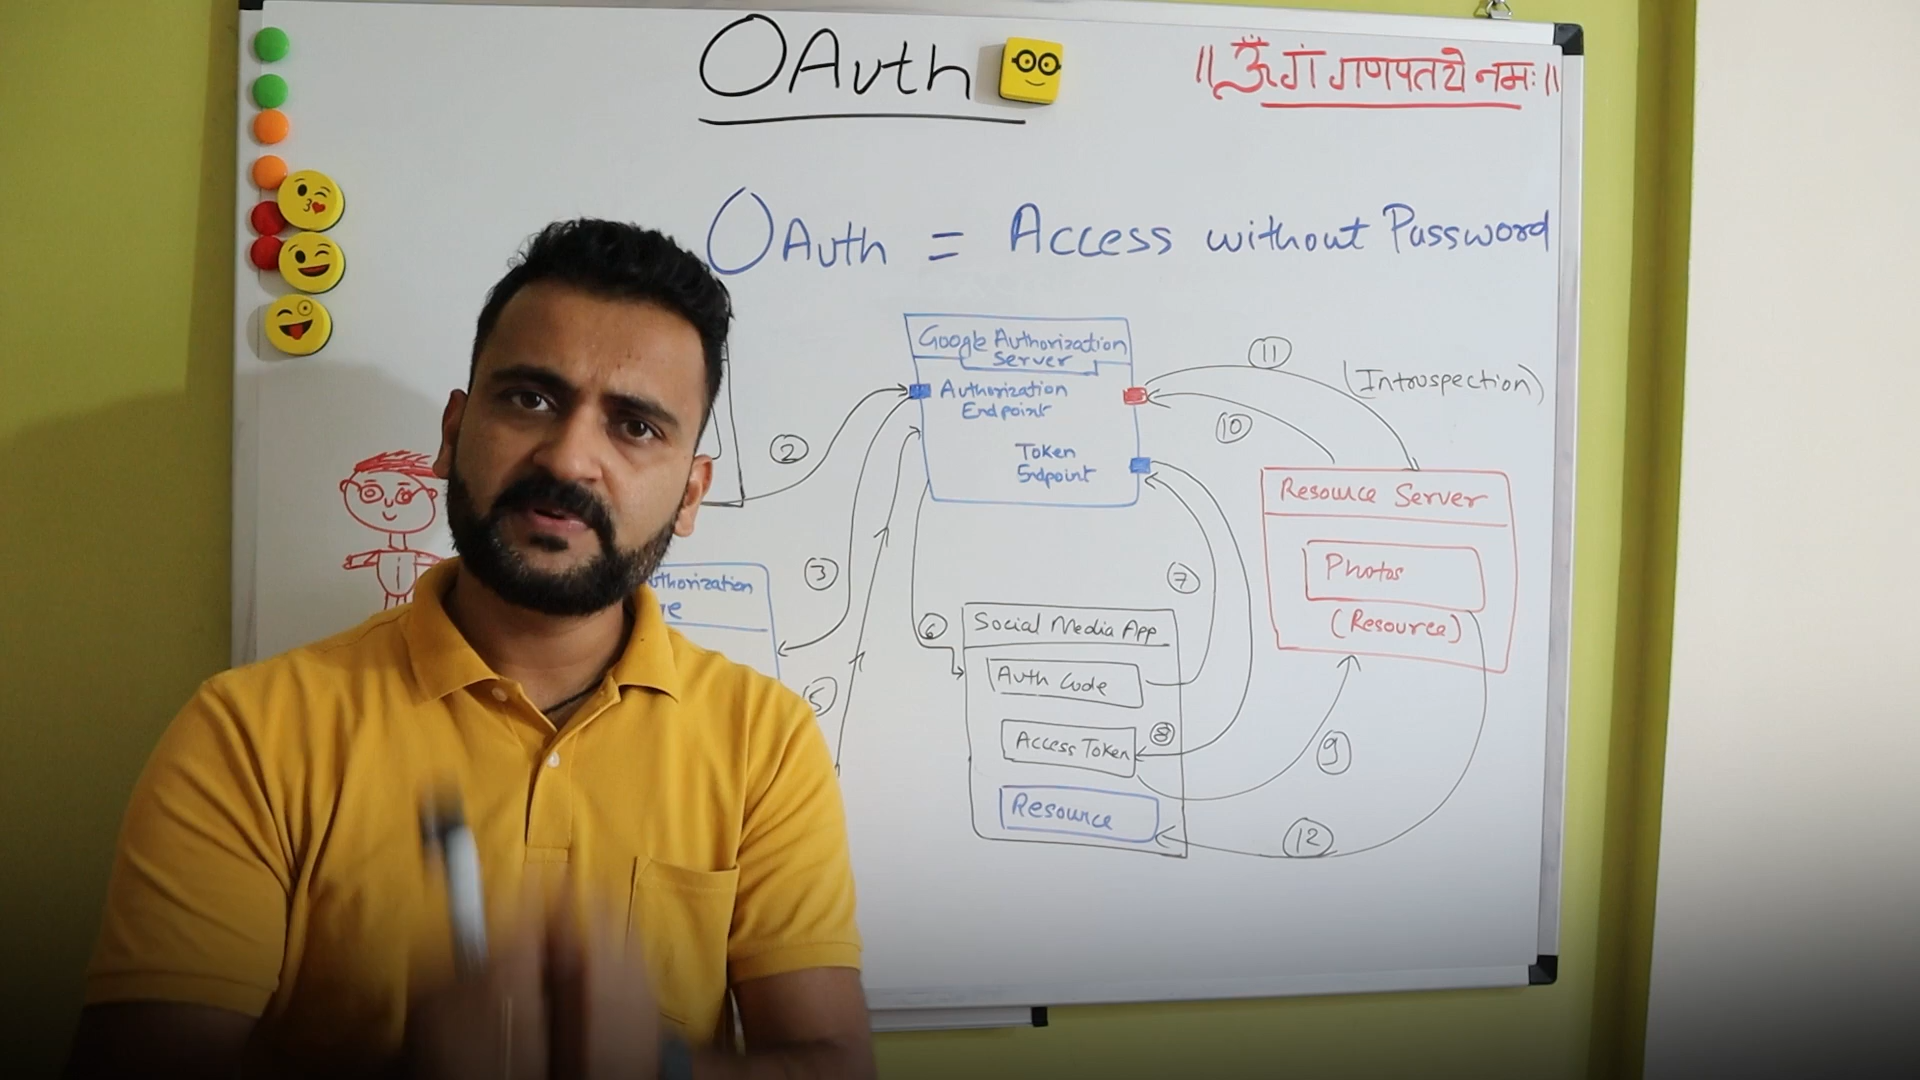 OAuth
॥ ॐ गं गणपतये नमः ॥
OAuth = Access without Password
Google Authorization
Server
Authorization
Endpoint
Token
Endpoint
2
3
5
6
7
8
9
10
11
12
(Introspection)
Resource Server
Photos
(Resource)
Social Media App
Auth Code
Access Token
Resource